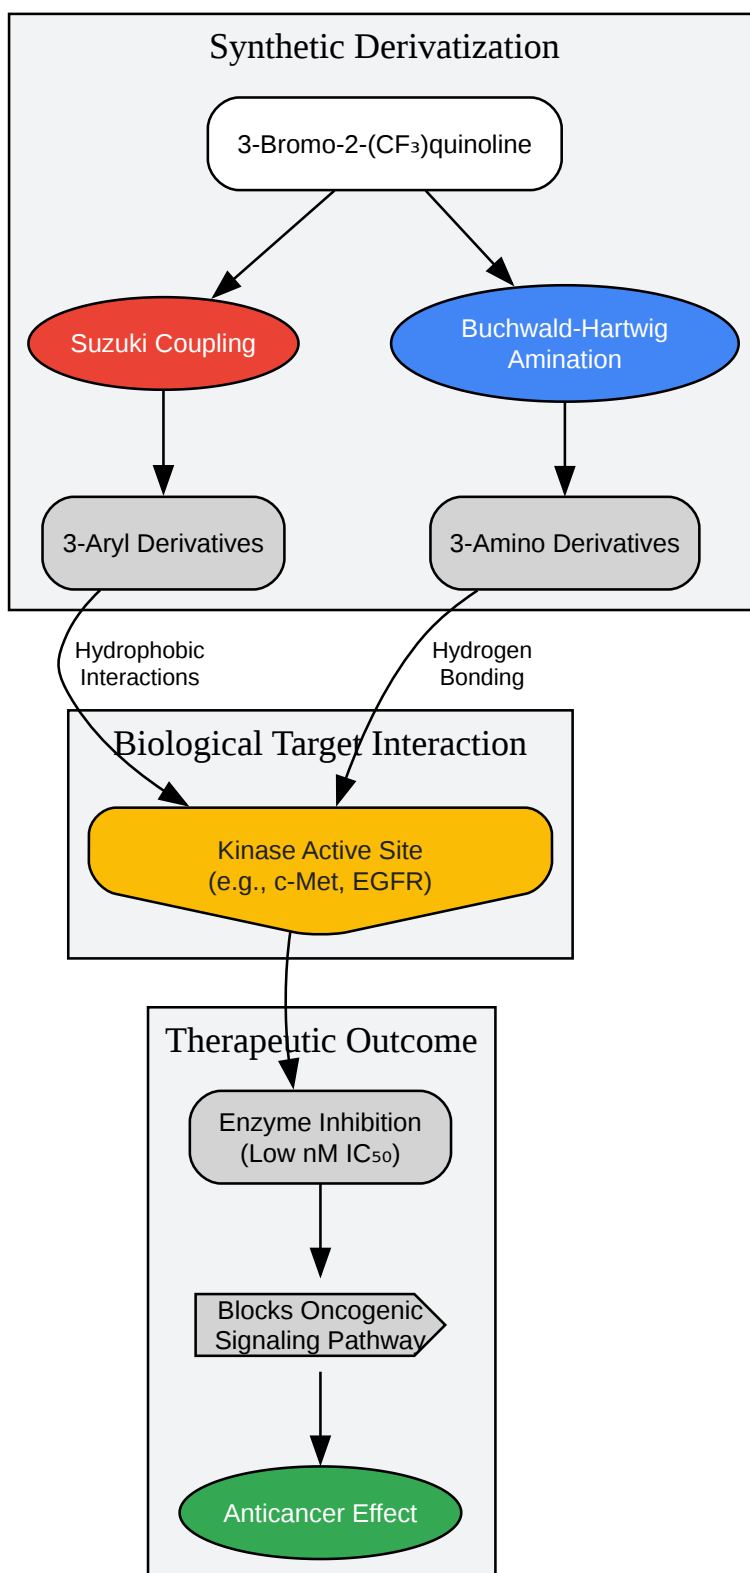 Synthetic Derivatization
3-Bromo-2-(CF₃)quinoline
Suzuki Coupling
Buchwald-Hartwig
Amination
3-Aryl Derivatives
3-Amino Derivatives
Hydrophobic
Interactions
Hydrogen
Bonding
Biological Target Interaction
Kinase Active Site
(e.g., c-Met, EGFR)
Therapeutic Outcome
Enzyme Inhibition
(Low nM IC₅₀)
Blocks Oncogenic
Signaling Pathway
Anticancer Effect